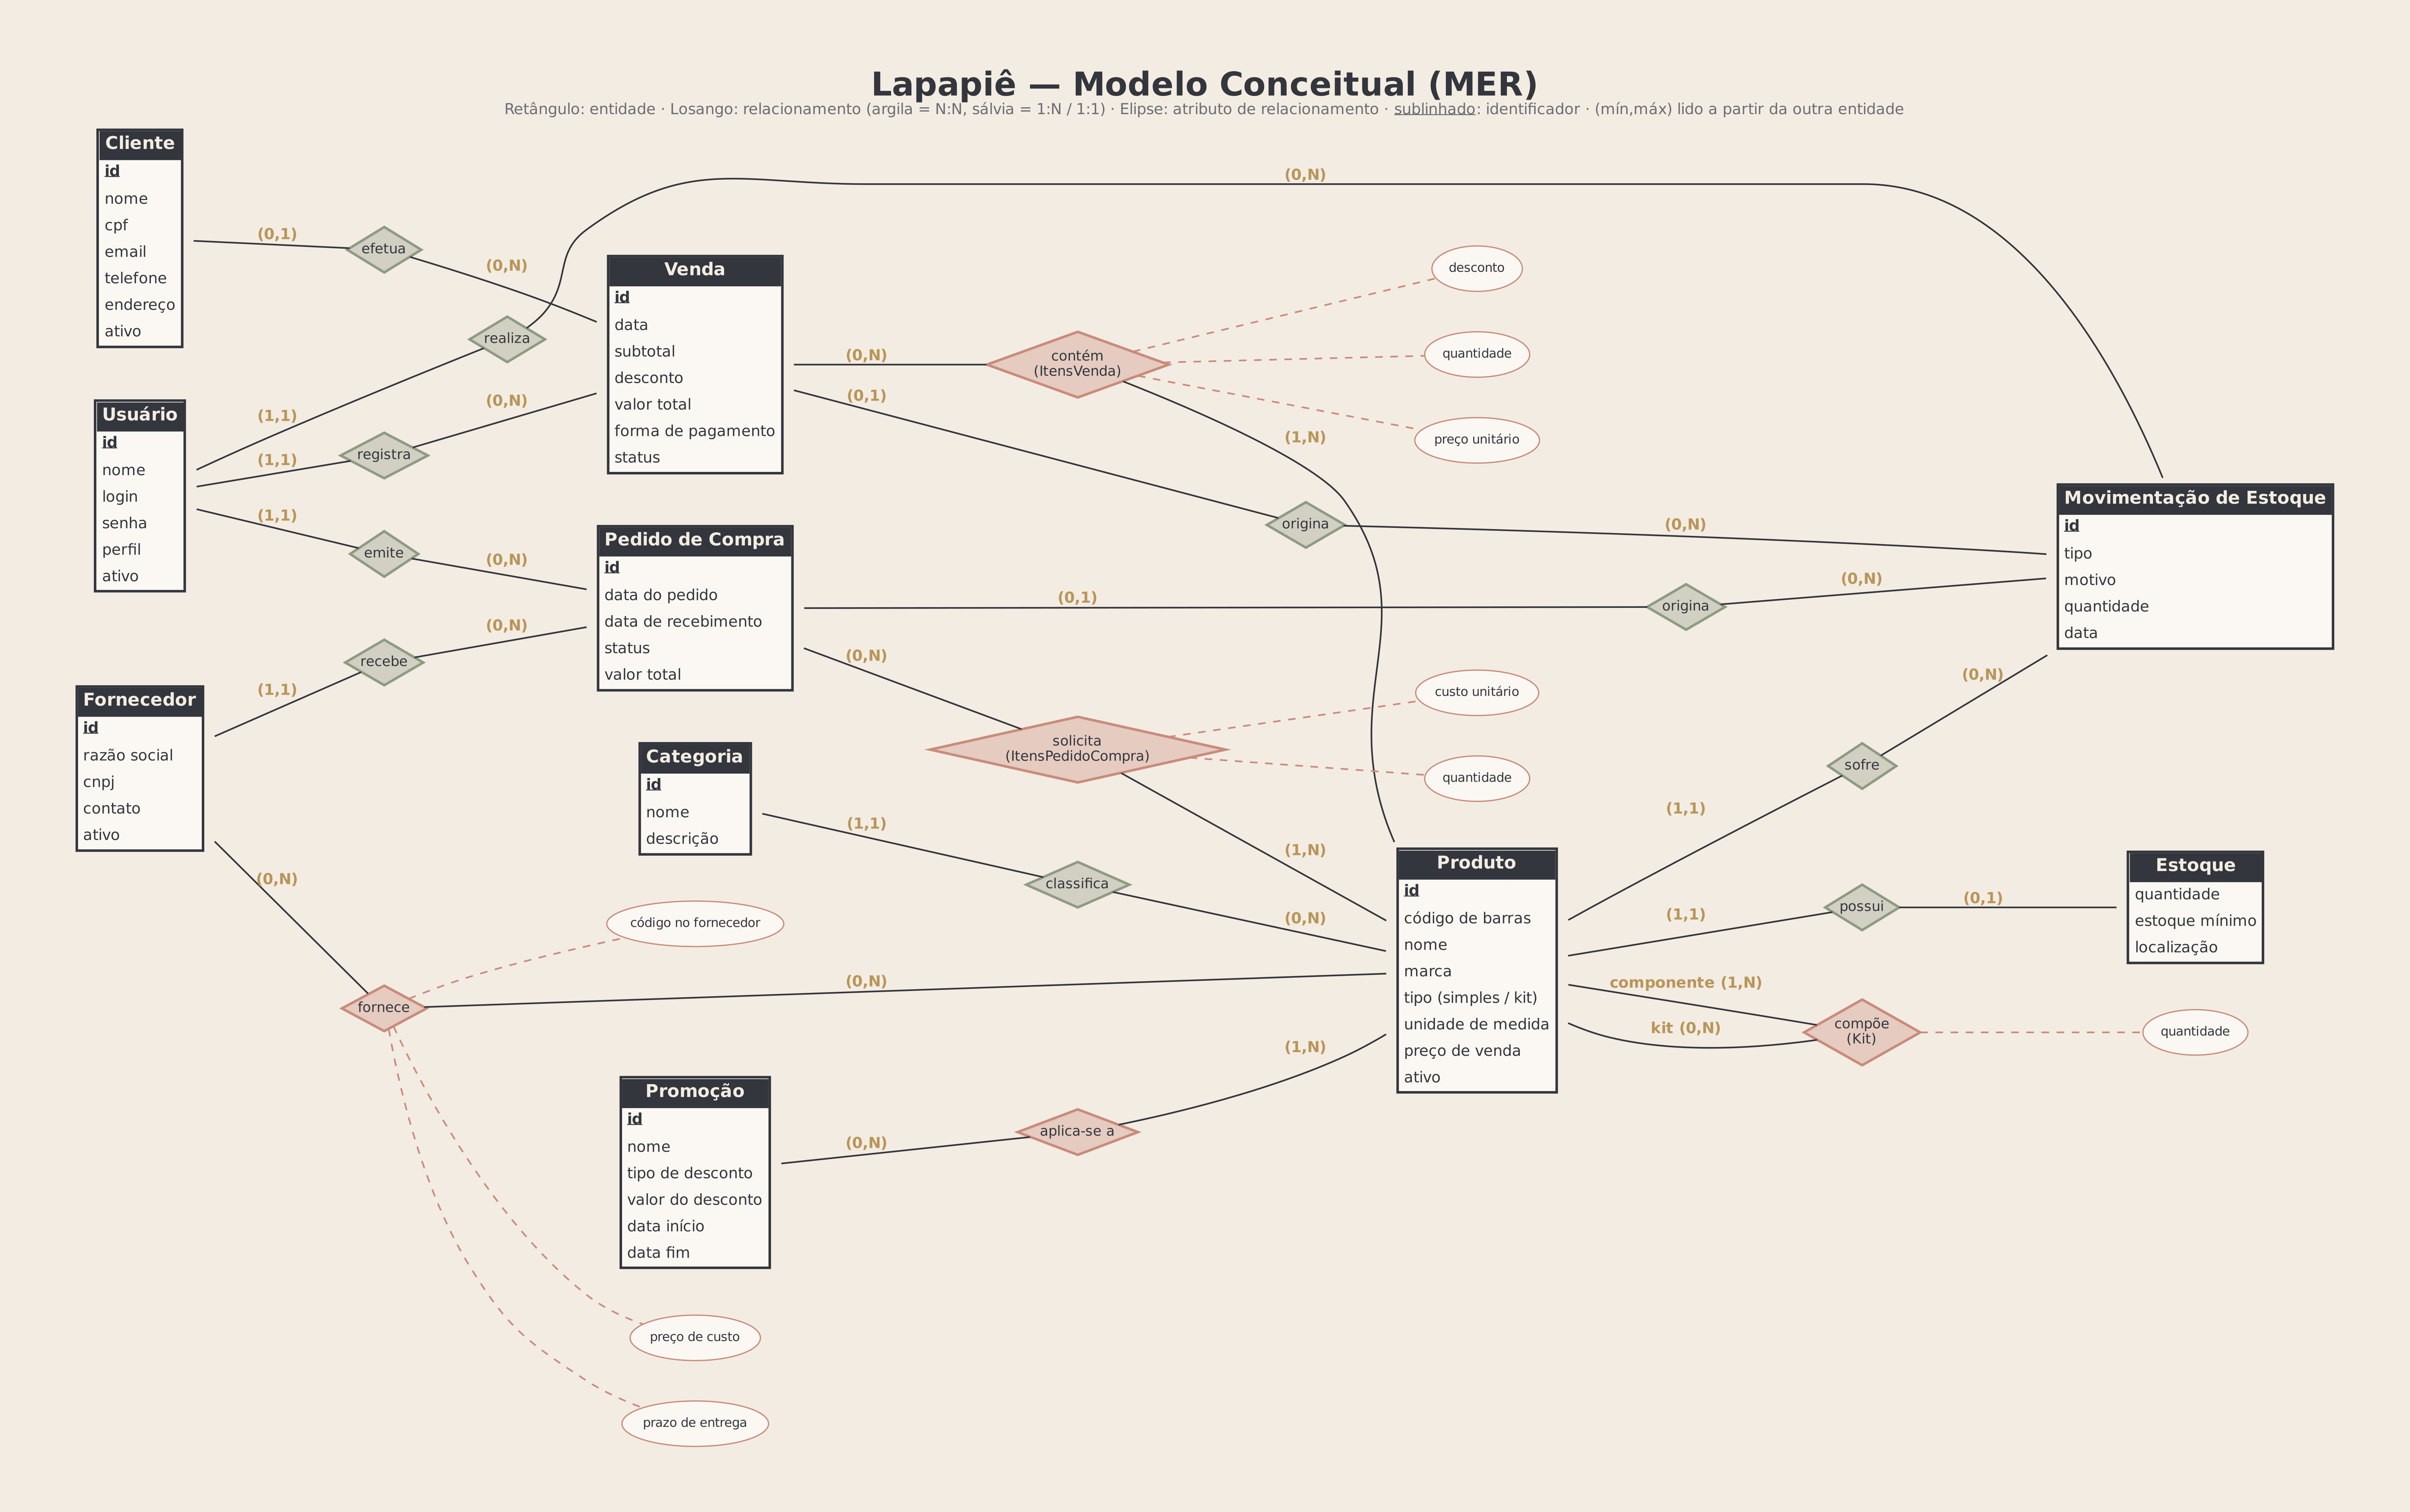 Lapapiê — Modelo Conceitual (MER)
Retângulo: entidade · Losango: relacionamento (argila = N:N, sálvia = 1:N / 1:1) · Elipse: atributo de relacionamento · sublinhado: identificador · (mín,máx) lido a partir da outra entidade
Cliente
id
nome
cpf
email
telefone
endereço
ativo
(0,1)
efetua
(0,N)
realiza
(1,1)
(0,N)
Usuário
id
nome
login
senha
perfil
ativo
(1,1)
registra
(0,N)
(1,1)
emite
(0,N)
Venda
id
data
subtotal
desconto
valor total
forma de pagamento
status
(0,N)
contém
(ItensVenda)
(1,N)
desconto
quantidade
preço unitário
(0,1)
origina
(0,N)
Pedido de Compra
id
data do pedido
data de recebimento
status
valor total
(0,1)
origina
(0,N)
(0,N)
solicita
(ItensPedidoCompra)
(1,N)
custo unitário
quantidade
Movimentação de Estoque
id
tipo
motivo
quantidade
data
(0,N)
sofre
(1,1)
Fornecedor
id
razão social
cnpj
contato
ativo
(1,1)
recebe
(0,N)
(0,N)
fornece
(0,N)
código no fornecedor
preço de custo
prazo de entrega
Categoria
id
nome
descrição
(1,1)
classifica
(0,N)
Produto
id
código de barras
nome
marca
tipo (simples / kit)
unidade de medida
preço de venda
ativo
(1,1)
possui
(0,1)
Estoque
quantidade
estoque mínimo
localização
componente (1,N)
kit (0,N)
compõe
(Kit)
quantidade
Promoção
id
nome
tipo de desconto
valor do desconto
data início
data fim
(0,N)
aplica-se a
(1,N)